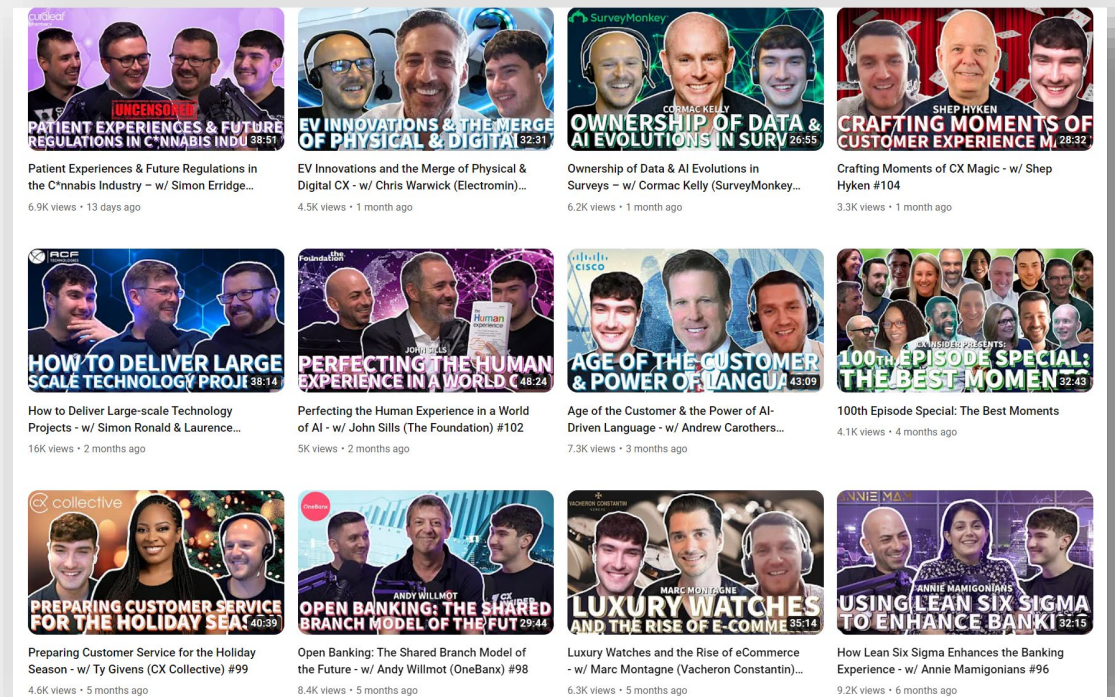 curaleaf
UNCENSORED
PATIENT EXPERIENCES & FUTURE
REGULATIONS IN C*NNABIS INDU
38:51
Patient Experiences & Future Regulations in
the C*nnabis Industry – w/ Simon Erridge...
6.9K views • 13 days ago
EV INNOVATIONS & THE MERGE
OF PHYSICAL & DIGITAL
32:31
EV Innovations and the Merge of Physical &
Digital CX - w/ Chris Warwick (Electromin)...
4.5K views • 1 month ago
SurveyMonkey
CORMAC KELLY
OWNERSHIP OF DATA &
AI EVOLUTIONS IN SURV
26:55
Ownership of Data & AI Evolutions in
Surveys – w/ Cormac Kelly (SurveyMonkey...
6.2K views • 1 month ago
SHEP HYKEN
CRAFTING MOMENTS OF
CUSTOMER EXPERIENCE MA
28:32
Crafting Moments of CX Magic - w/ Shep
Hyken #104
3.3K views • 1 month ago
ACF
TECHNOLOGIES
HOW TO DELIVER LARGE
SCALE TECHNOLOGY PROJE
38:14
How to Deliver Large-scale Technology
Projects - w/ Simon Ronald & Laurence...
16K views • 2 months ago
the
Foundation
The
Human
experience
JOHN SILLS
PERFECTING THE HUMAN
EXPERIENCE IN A WORLD O
48:24
Perfecting the Human Experience in a World
of AI - w/ John Sills (The Foundation) #102
5K views • 2 months ago
CISCO
AGE OF THE CUSTOMER
& POWER OF LANGUA
43:09
Age of the Customer & the Power of AI-
Driven Language - w/ Andrew Carothers...
7.3K views • 3 months ago
CX INSIDER PRESENTS:
100TH EPISODE SPECIAL:
THE BEST MOMENTS
32:43
100th Episode Special: The Best Moments
4.1K views • 4 months ago
cx collective
PREPARING CUSTOMER SERVICE
FOR THE HOLIDAY SEAS
40:39
Preparing Customer Service for the Holiday
Season - w/ Ty Givens (CX Collective) #99
4.6K views • 5 months ago
OneBanx
CX
INSIDER
ANDY WILLMOT
OPEN BANKING: THE SHARED
BRANCH MODEL OF THE FUT
29:44
Open Banking: The Shared Branch Model of
the Future - w/ Andy Willmot (OneBanx) #98
8.4K views • 5 months ago
VACHERON CONSTANTIN
GENÈVE
MARC MONTAGNE
LUXURY WATCHES
AND THE RISE OF E-COMME
35:14
Luxury Watches and the Rise of eCommerce
- w/ Marc Montagne (Vacheron Constantin)...
6.3K views • 5 months ago
ANNIE MAM
ANNIE MAMIGONIANS
USING LEAN SIX SIGMA
TO ENHANCE BANKI
32:15
How Lean Six Sigma Enhances the Banking
Experience - w/ Annie Mamigonians #96
9.2K views • 6 months ago